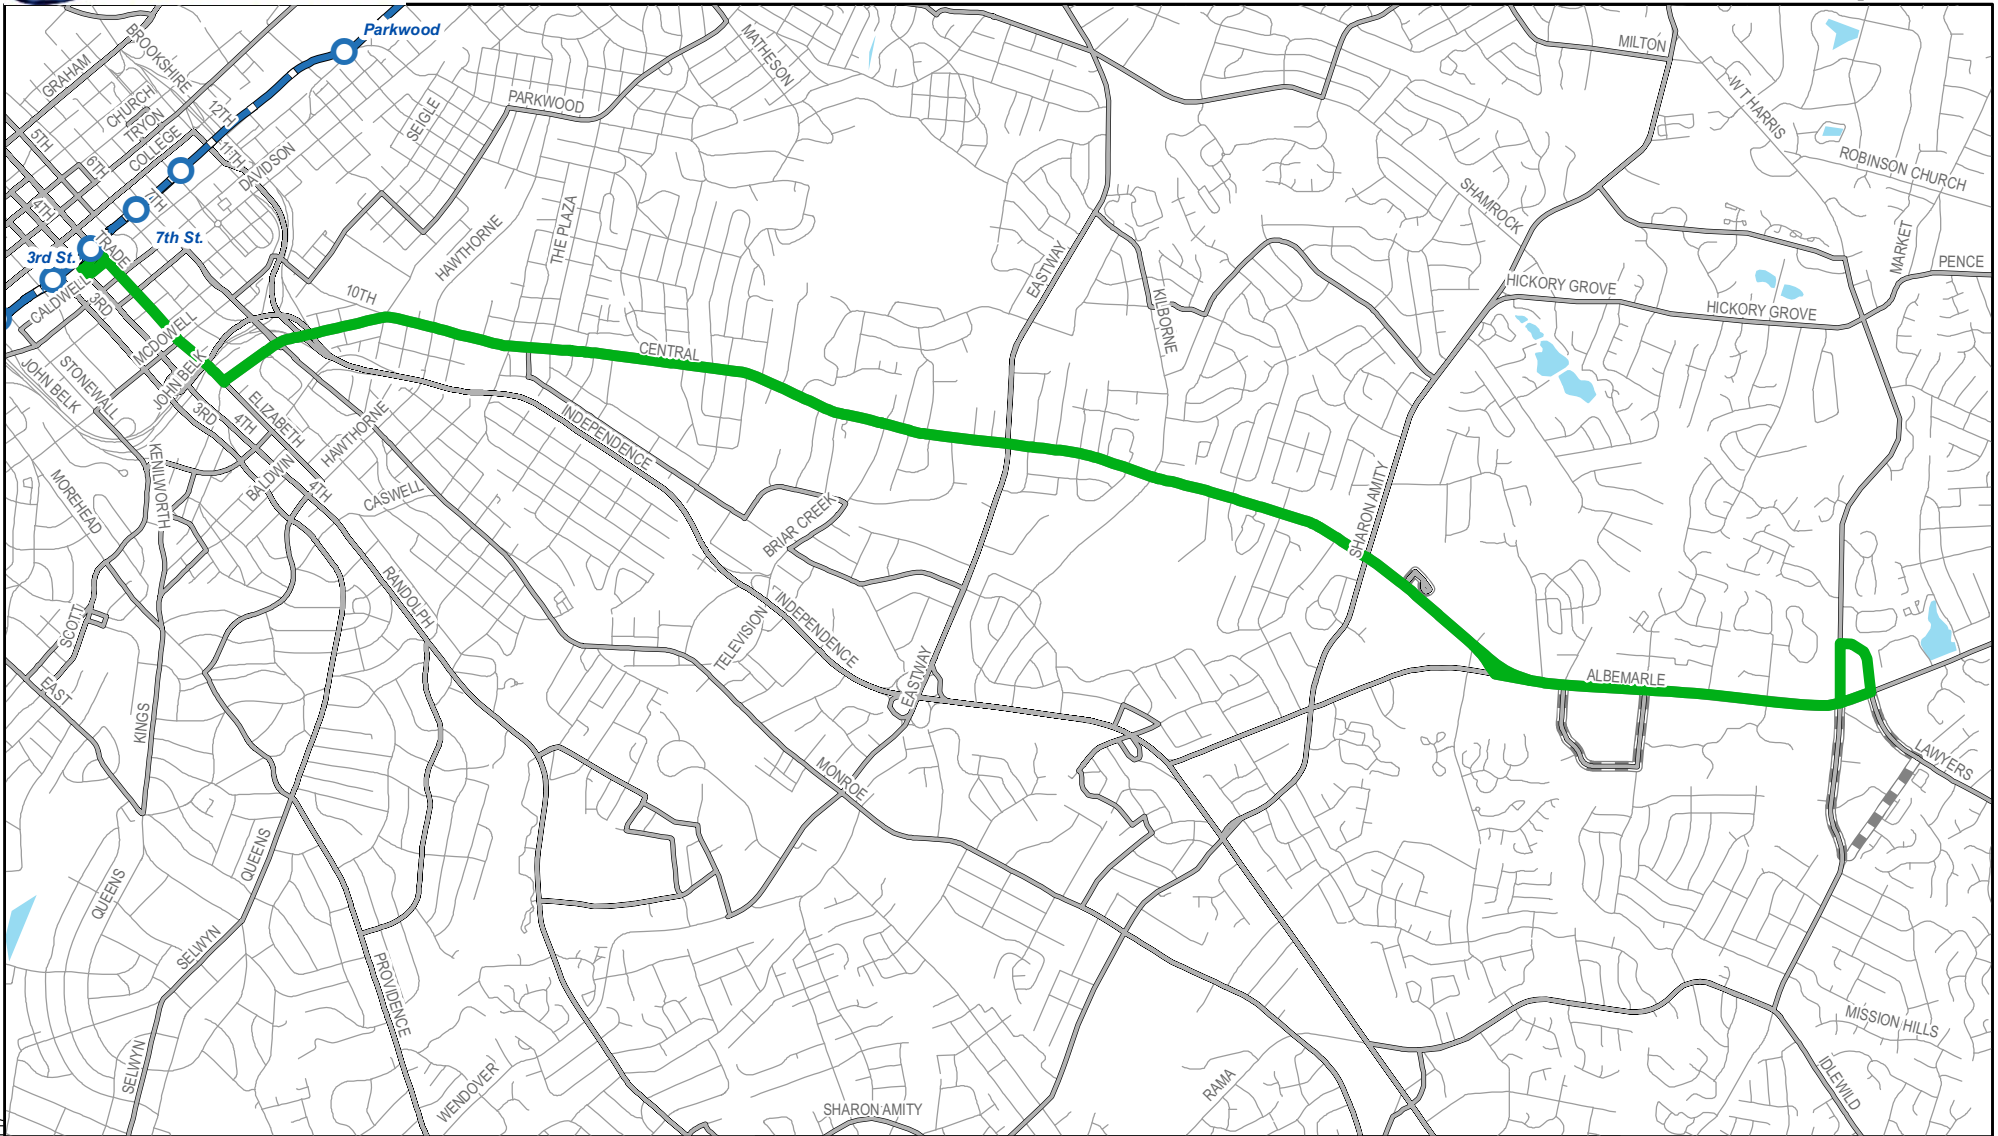 Parkwood
BROOKSHIRE
GRAHAM
MATHESON
MILTON
W T HARRIS
CHURCH
TRYON
COLLEGE
12TH
11TH
SEIGLE
PARKWOOD
5TH
6TH
DAVIDSON
ROBINSON CHURCH
4TH
7TH
SHAMROCK
TRADE
7th St.
3rd St.
HAWTHORNE
THE PLAZA
EASTWAY
MARKET
PENCE
CALDWELL
3RD
10TH
KILBORNE
HICKORY GROVE
HICKORY GROVE
MCDOWELL
CENTRAL
STONEWALL
JOHN BELK
JOHN BELK
3RD
4TH
ELIZABETH
HAWTHORNE
INDEPENDENCE
KENILWORTH
BALDWIN
4TH
CASWELL
MOREHEAD
BRIAR CREEK
SHARON AMITY
RANDOLPH
SCOTT
TELEVISION
INDEPENDENCE
EASTWAY
EAST
KINGS
ALBEMARLE
LAWYERS
MONROE
QUEENS
QUEENS
SELWYN
PROVIDENCE
MISSION HILLS
SELWYN
WENDOVER
SHARON AMITY
RAMA
IDLEWILD